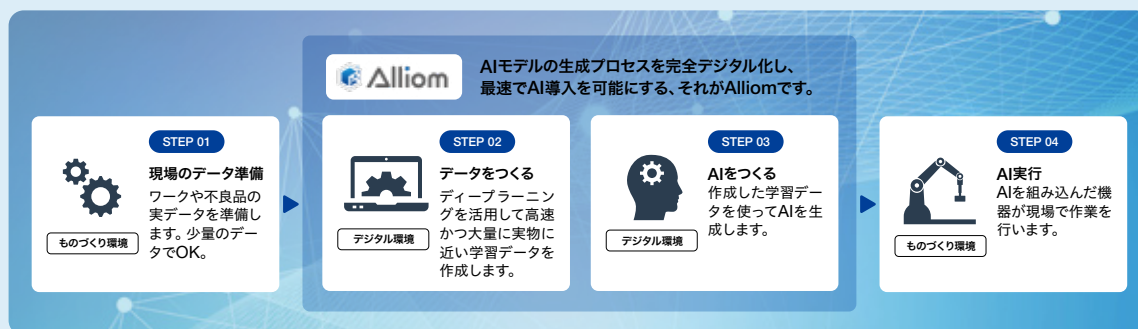 Alliom
AIモデルの生成プロセスを完全デジタル化し、
最速でAI導入を可能にする、それがAlliomです。
STEP 01
現場のデータ準備
ワークや不良品の
実データを準備し
ます。少量のデー
タでOK。
ものづくり環境
STEP 02
データをつくる
ディープラーニン
グを活用して高速
かつ大量に実物に
近い学習データを
作成します。
デジタル環境
STEP 03
AIをつくる
作成した学習デー
タを使ってAIを生
成します。
デジタル環境
STEP 04
AI実行
AIを組み込んだ機
器が現場で作業を
行います。
ものづくり環境